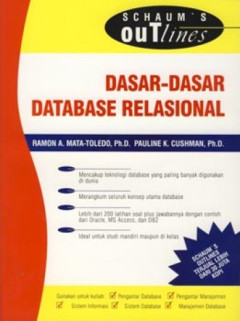 SCHAUM'S
OUTlines
DASAR-DASAR
DATABASE RELASIONAL
RAMON A. MATA-TOLEDO, Ph.D. PAULINE K. CUSHMAN, Ph.D.
Mencakup teknologi database yang paling banyak digunakan
di dunia
Merangkum seluruh konsep utama database
Lebih dari 200 latihan soal plus jawabannya dengan contoh
dari Oracle, MS Access, dan DB2
Ideal untuk studi mandiri maupun di kelas
SCHAUM'S
OUTLINES
TERJUAL LEBIH
DARI 30 JUTA
KOPI
Gunakan untuk kuliah: Pengantar Database Pengantar Manajemen
Sistem Informasi Sistem Database Manajemen Database